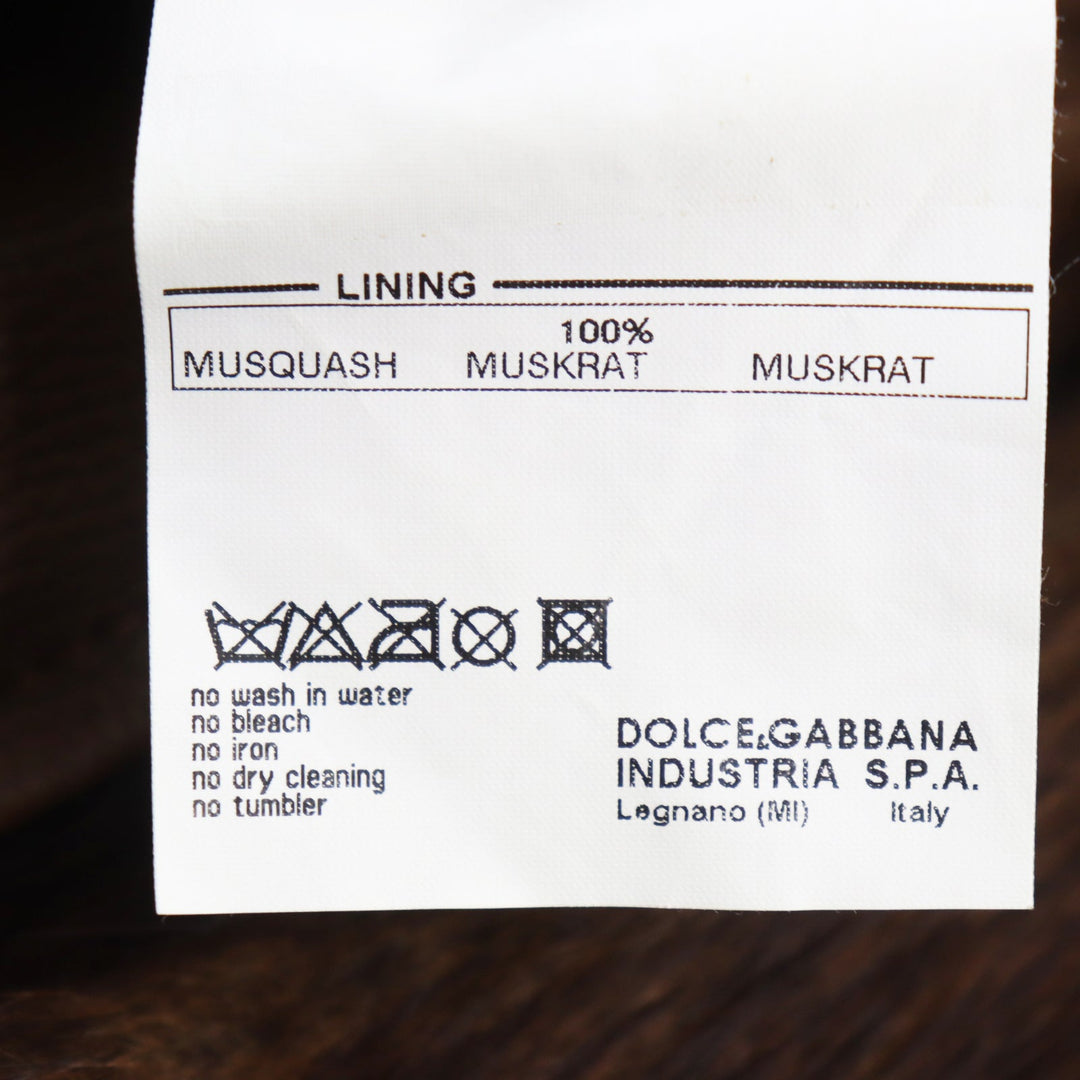 LINING
100%
MUSQUASH MUSKRAT MUSKRAT
no wash in water
no bleach
no iron
no dry cleaning
no tumbler
DOLCE&GABBANA
INDUSTRIA S.P.A.
Legnano (MI) Italy